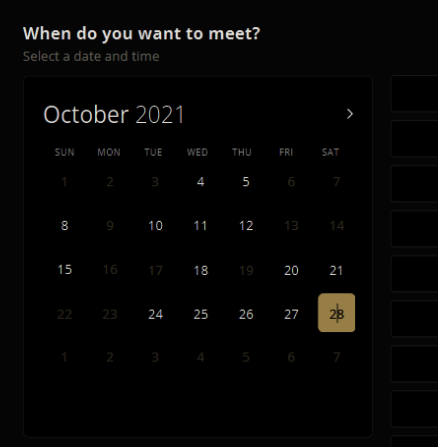 When do you want to meet?
Select a date and time
October 2021
SUN MON TUE WED THU FRI SAT
1 2 3 4 5 6 7
8 9 10 11 12 13 14
15 16 17 18 19 20 21
22 23 24 25 26 27 28
1 2 3 4 5 6 7